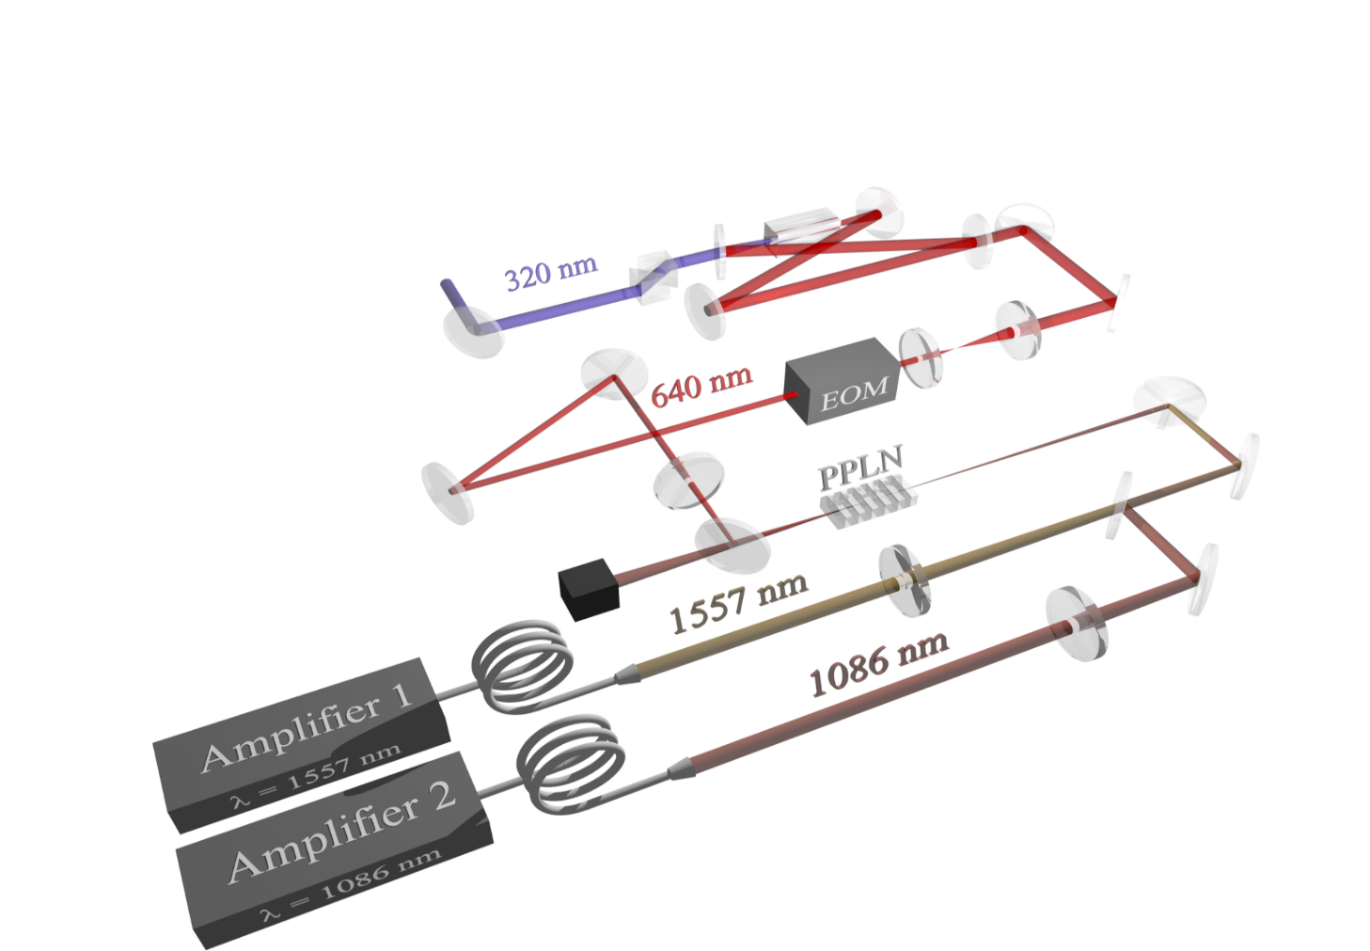 320 nm
640 nm
EOM
PPLN
1557 nm
1086 nm
Amplifier 1
λ = 1557 nm
Amplifier 2
λ = 1086 nm